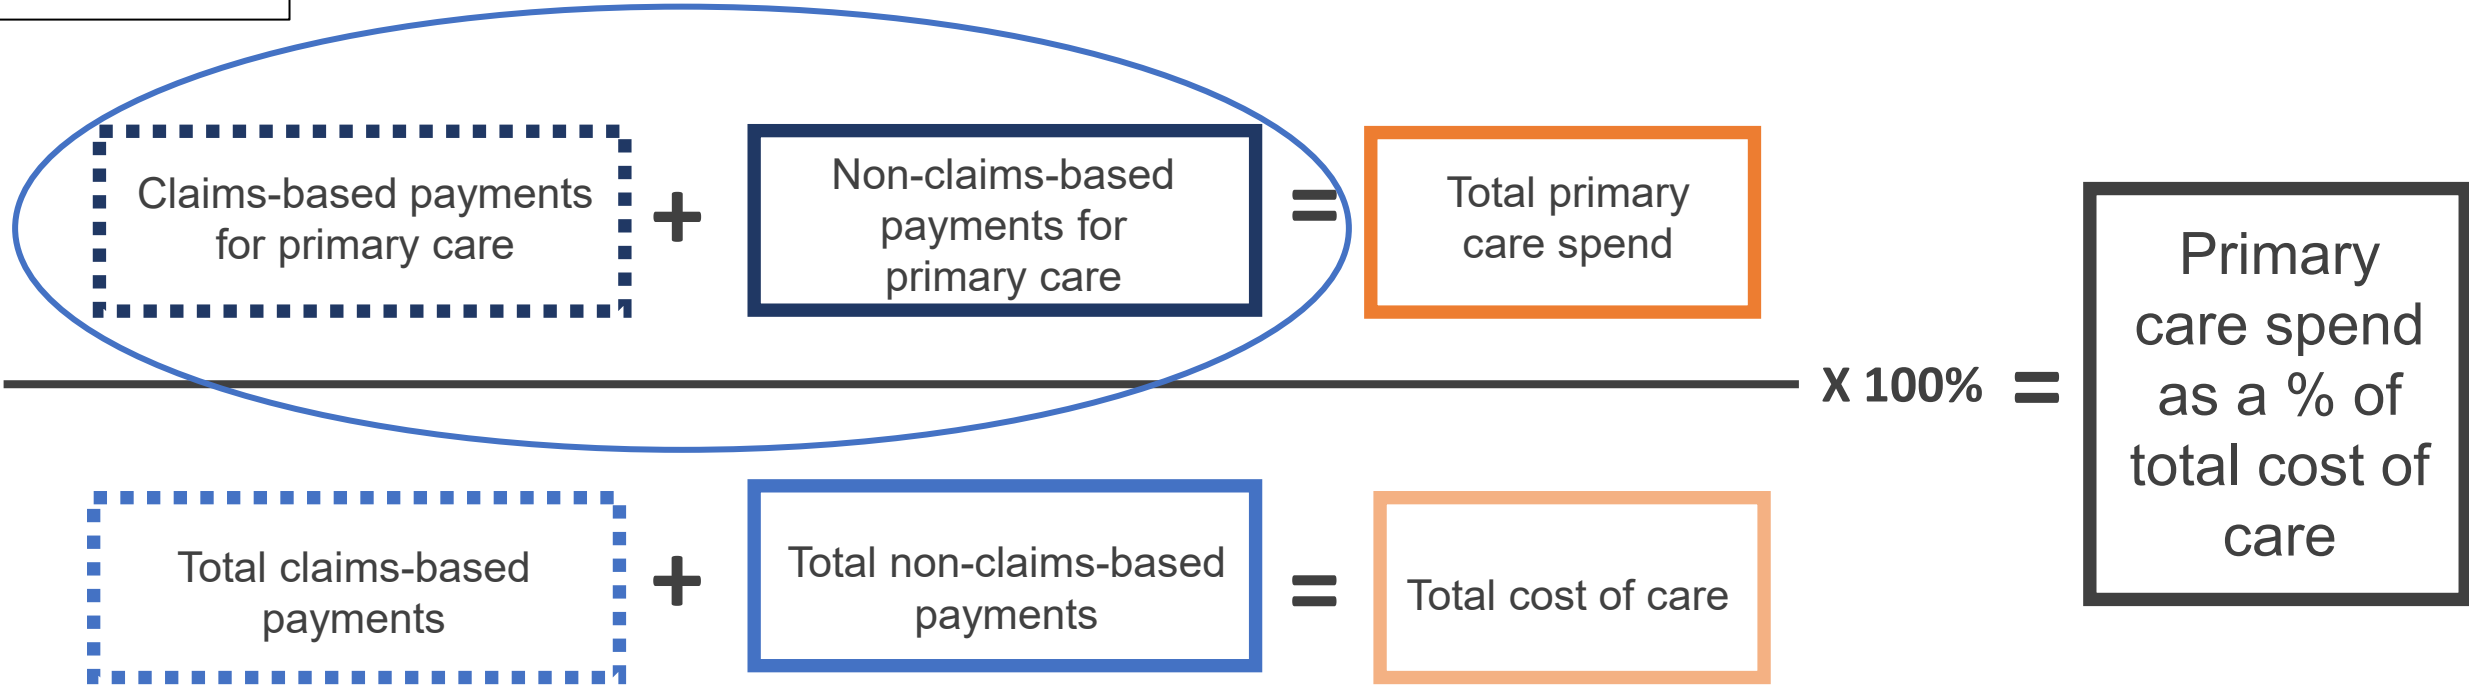 Claims-based payments
for primary care
+
Non-claims-based
payments for
primary care
=
Total primary
care spend
X 100% =
Primary
care spend
as a % of
total cost of
care
Total claims-based
payments
+
Total non-claims-based
payments
=
Total cost of care